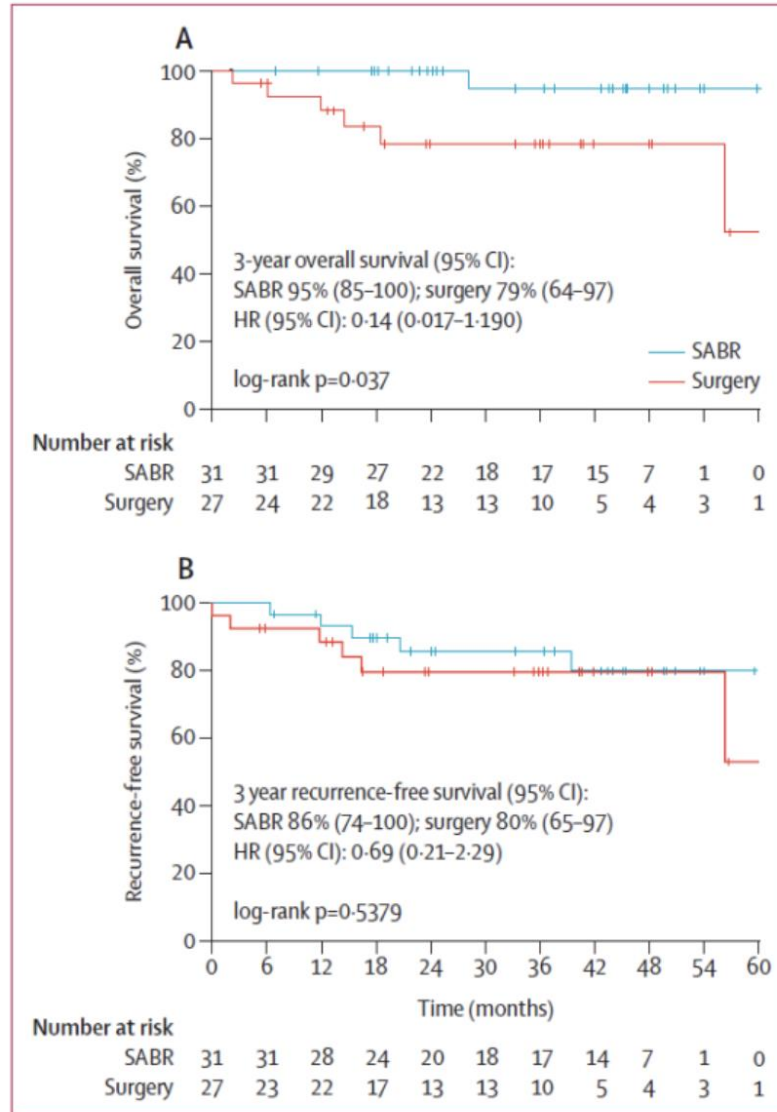 A
100
80
60
40
20
0
Overall survival (%)
3-year overall survival (95% CI):
SABR 95% (85–100); surgery 79% (64–97)
HR (95% CI): 0·14 (0·017–1·190)
log-rank p=0·037
SABR
Surgery
Number at risk
SABR 31 31 29 27 22 18 17 15 7 1 0
Surgery 27 24 22 18 13 13 10 5 4 3 1
B
100
80
60
40
20
0
Recurrence-free survival (%)
3 year recurrence-free survival (95% CI):
SABR 86% (74–100); surgery 80% (65–97)
HR (95% CI): 0·69 (0·21–2·29)
log-rank p=0·5379
0 6 12 18 24 30 36 42 48 54 60
Time (months)
Number at risk
SABR 31 31 28 24 20 18 17 14 7 1 0
Surgery 27 23 22 17 13 13 10 5 4 3 1